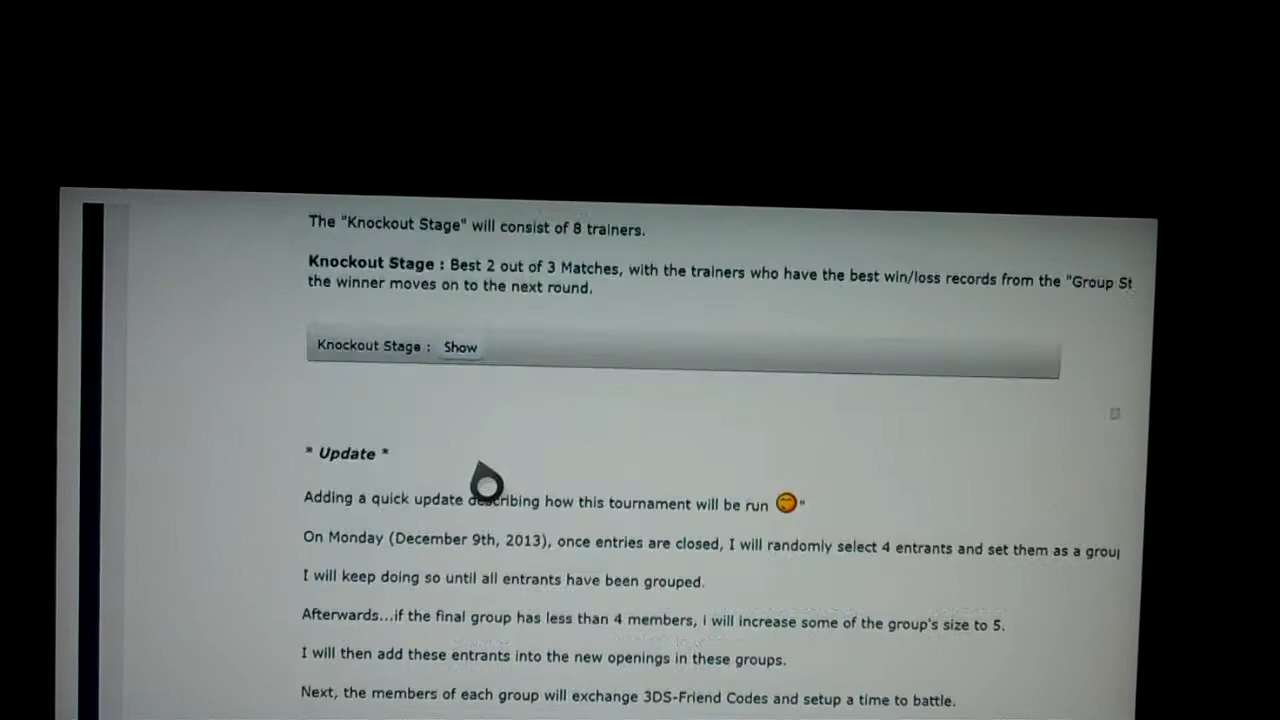 The "Knockout Stage" will consist of 8 trainers.
Knockout Stage : Best 2 out of 3 Matches, with the trainers who have the best win/loss records from the "Group St
the winner moves on to the next round.
Knockout Stage : Show
* Update *
Adding a quick update describing how this tournament will be run "
On Monday (December 9th, 2013), once entries are closed, I will randomly select 4 entrants and set them as a group
I will keep doing so until all entrants have been grouped.
Afterwards...if the final group has less than 4 members, i will increase some of the group's size to 5.
I will then add these entrants into the new openings in these groups.
Next, the members of each group will exchange 3DS-Friend Codes and setup a time to battle.